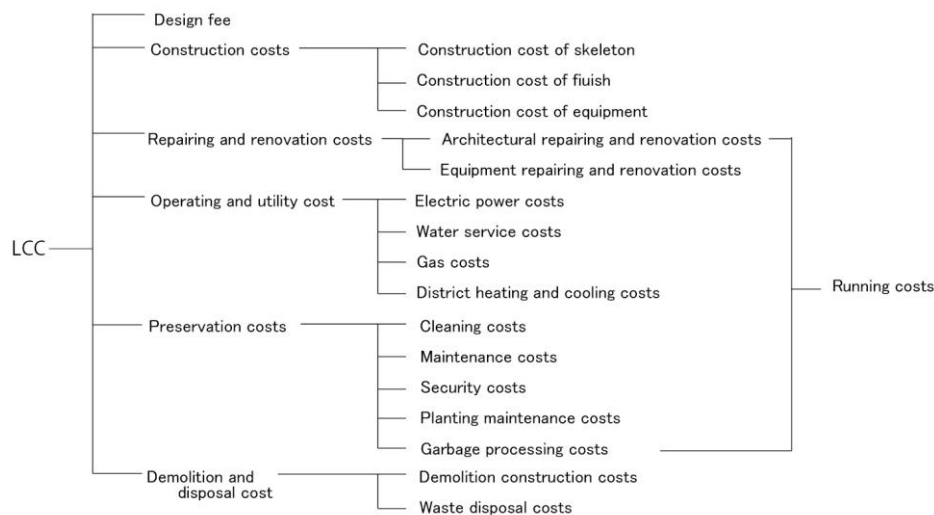 Design fee
Construction costs
Construction cost of skeleton
Construction cost of fiuish
Construction cost of equipment
Repairing and renovation costs
Architectural repairing and renovation costs
Equipment repairing and renovation costs
Operating and utility cost
Electric power costs
Water service costs
LCC
Gas costs
District heating and cooling costs
Running costs
Preservation costs
Cleaning costs
Maintenance costs
Security costs
Planting maintenance costs
Garbage processing costs
Demolition and
disposal cost
Demolition construction costs
Waste disposal costs